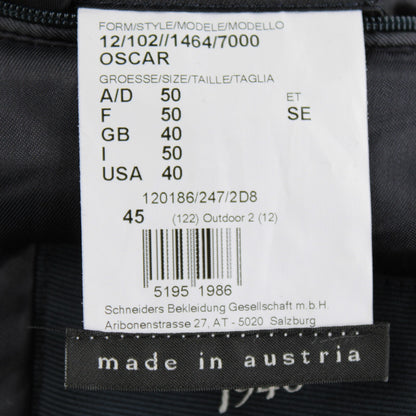 FORM/STYLE/MODELE/MODELLO
12/102//1464/7000
OSCAR
GROESSE/SIZE/TAILLE/TAGLIA
A/D 50 ET
F 50 SE
GB 40
I 50
USA 40
120186/247/2D8
45 (122) Outdoor 2 (12)
5195 1986
Schneiders Bekleidung Gesellschaft m.b.H.
Aribonenstrasse 27, AT - 5020 Salzburg
made in austria
1946